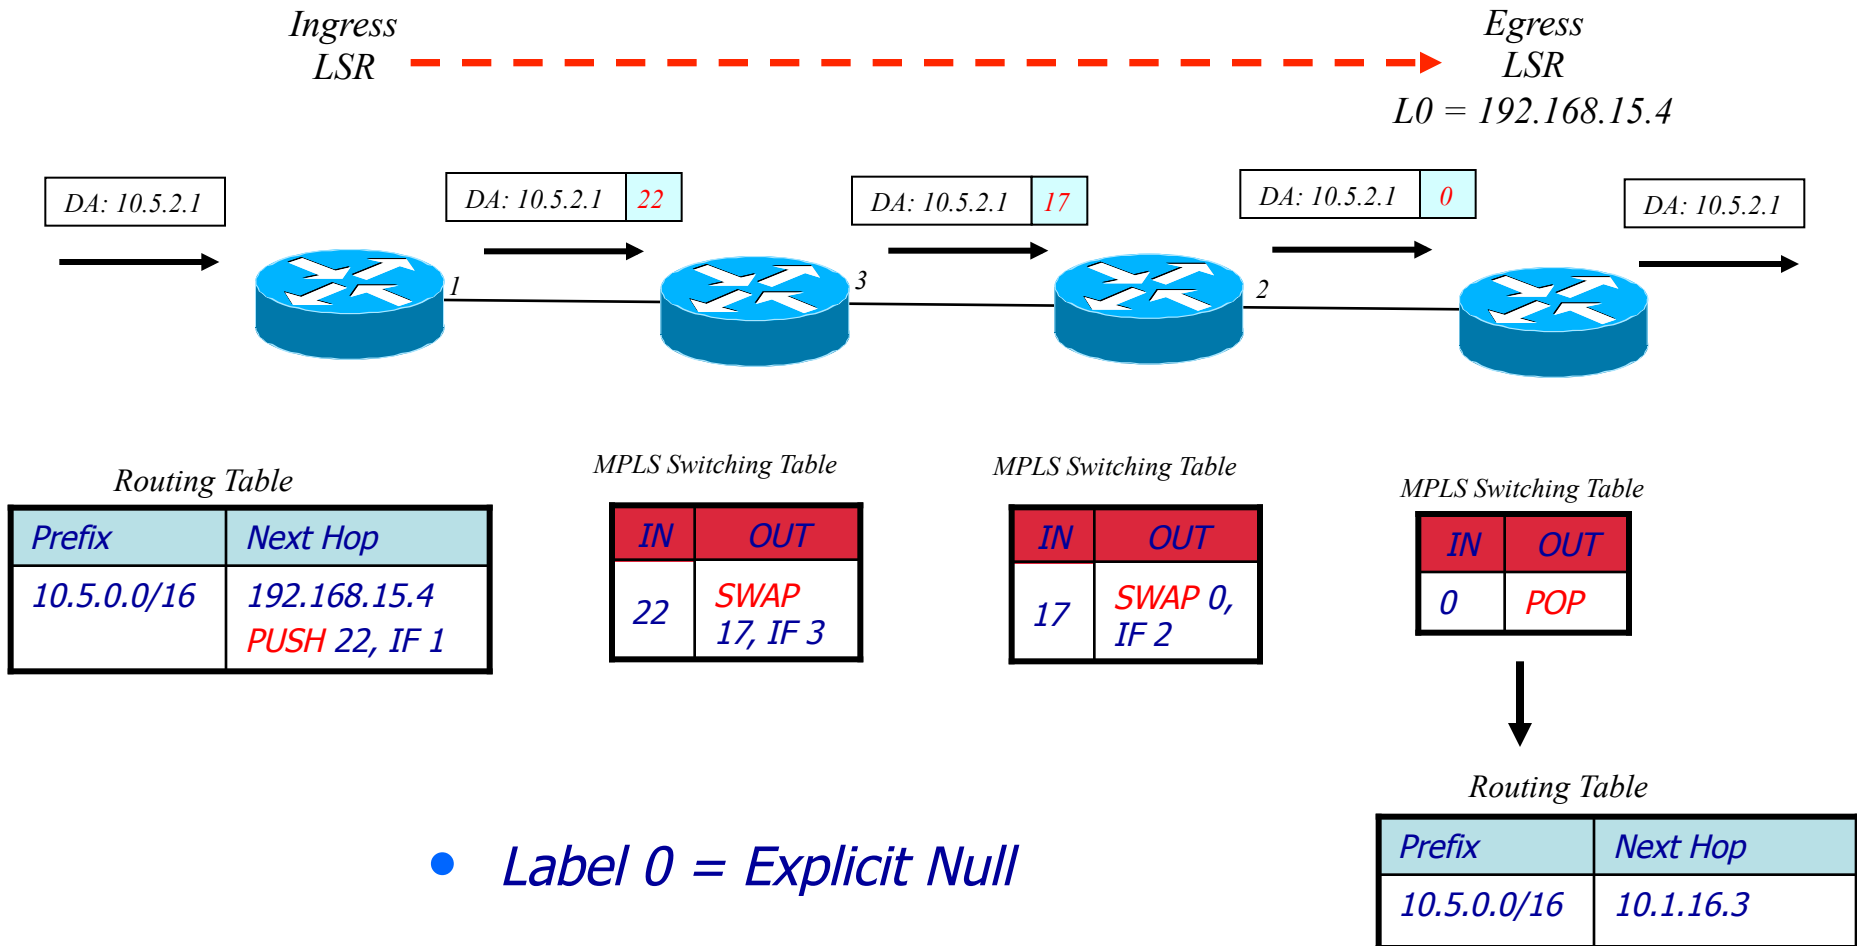 Ingress
LSR
Egress
LSR
L0 = 192.168.15.4
DA: 10.5.2.1
DA: 10.5.2.1 22
DA: 10.5.2.1 17
DA: 10.5.2.1 0
DA: 10.5.2.1
1
3
2
Routing Table
Prefix Next Hop
10.5.0.0/16 192.168.15.4
PUSH 22, IF 1
MPLS Switching Table
IN OUT
22 SWAP
17, IF 3
MPLS Switching Table
IN OUT
17 SWAP 0,
IF 2
MPLS Switching Table
IN OUT
0 POP
Routing Table
Prefix Next Hop
10.5.0.0/16 10.1.16.3
• Label 0 = Explicit Null